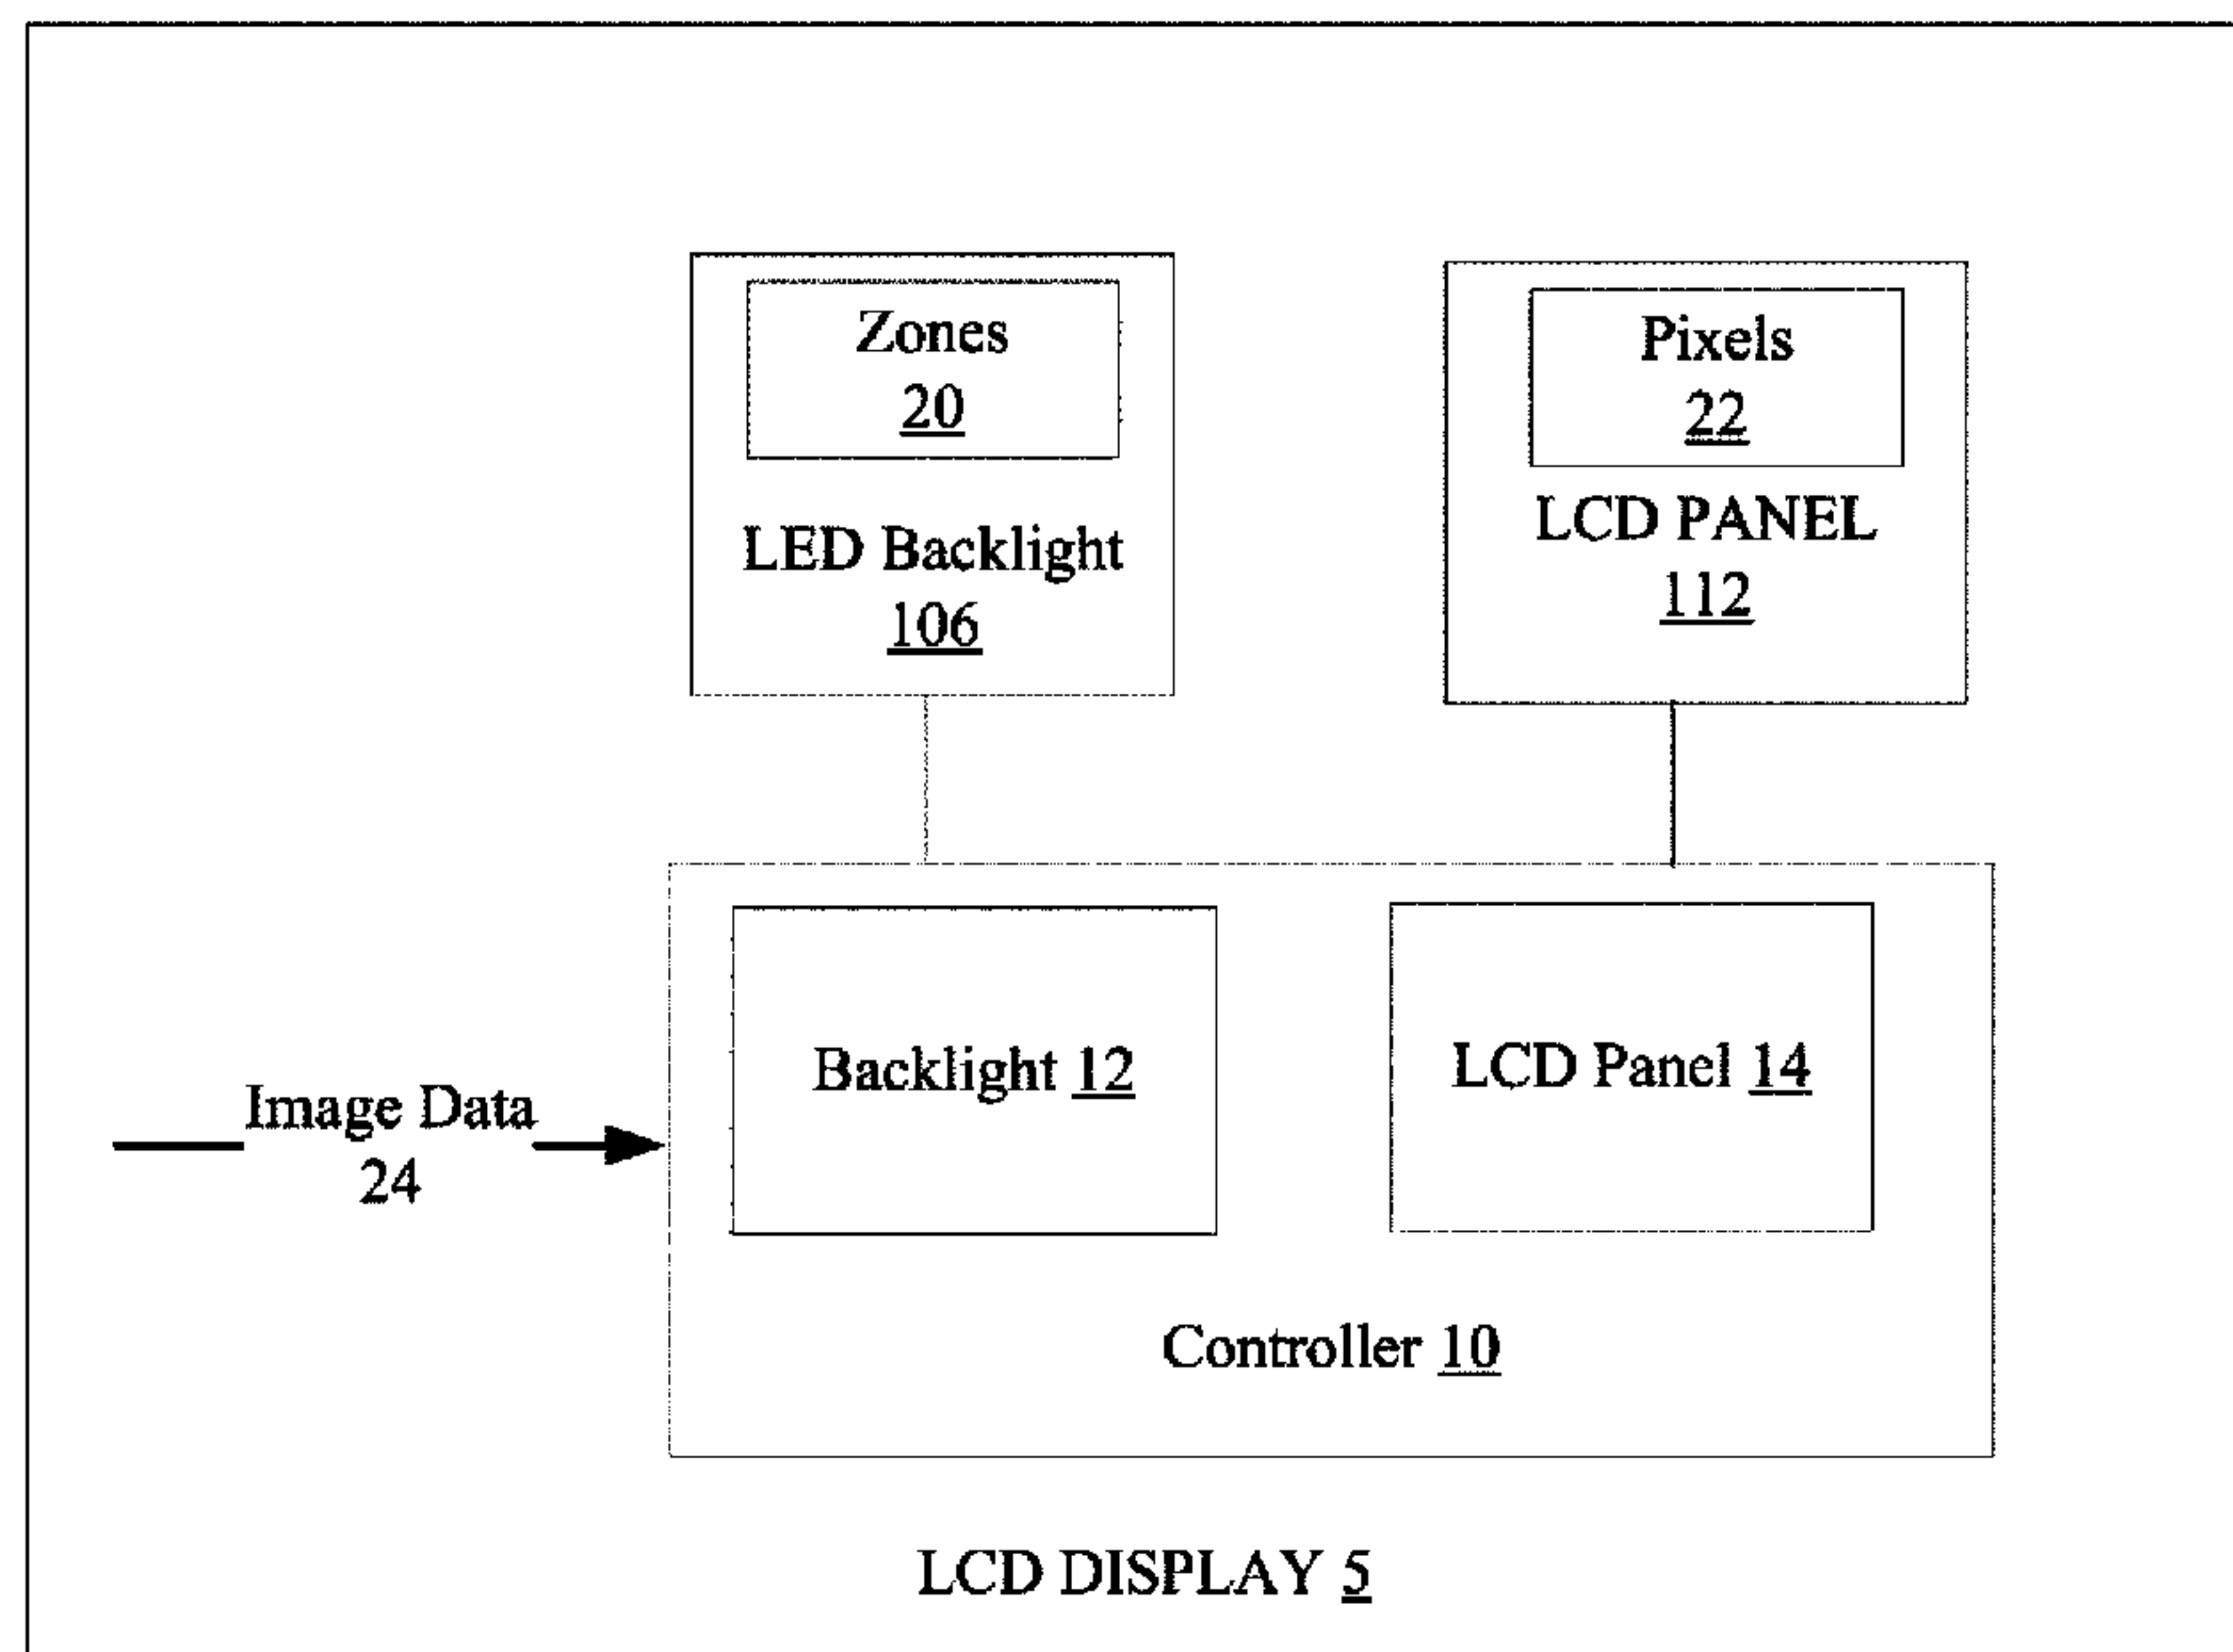 Zones
20
LED Backlight
106
Pixels
22
LCD PANEL
112
Image Data
24
Backlight 12
LCD Panel 14
Controller 10
LCD DISPLAY 5